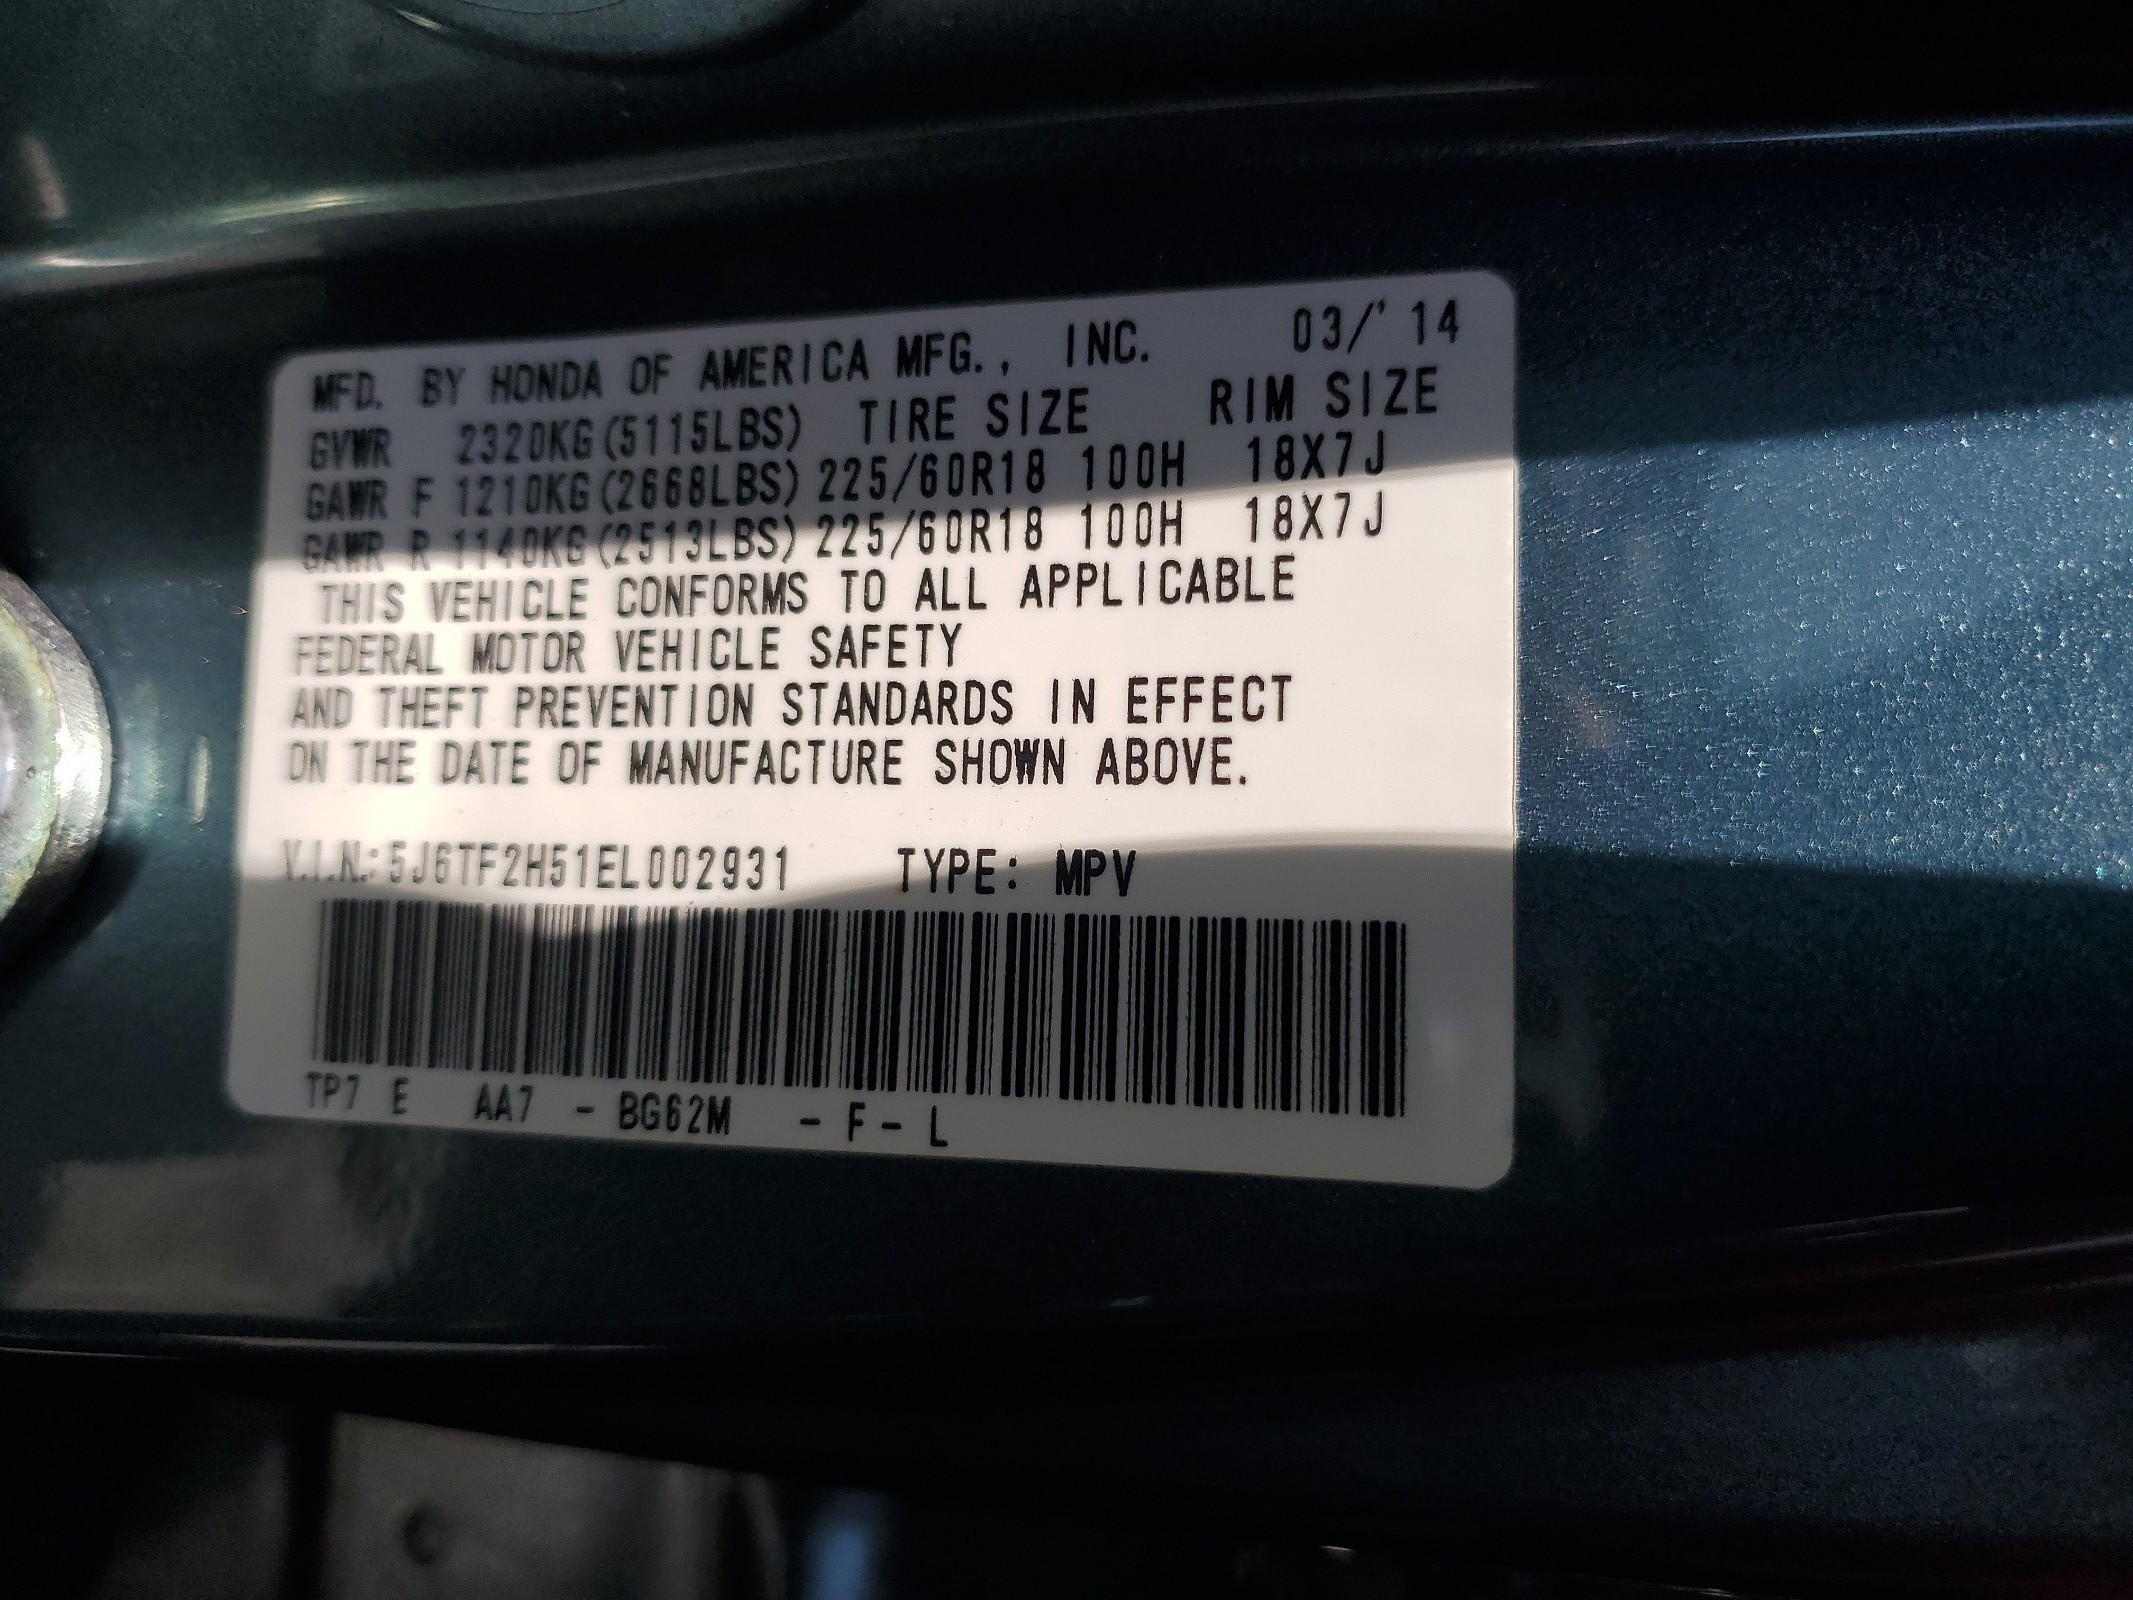 MFD. BY HONDA OF AMERICA MFG., INC. 03/'14
GVWR 2320KG(5115LBS) TIRE SIZE RIM SIZE
GAWR F 1210KG(2668LBS) 225/60R18 100H 18X7J
GAWR R 1140KG(2513LBS) 225/60R18 100H 18X7J
THIS VEHICLE CONFORMS TO ALL APPLICABLE
FEDERAL MOTOR VEHICLE SAFETY
AND THEFT PREVENTION STANDARDS IN EFFECT
ON THE DATE OF MANUFACTURE SHOWN ABOVE.
V.I.N.: 5J6TF2H51EL002931 TYPE: MPV
TP7 E AA7 - BG62M - F - L